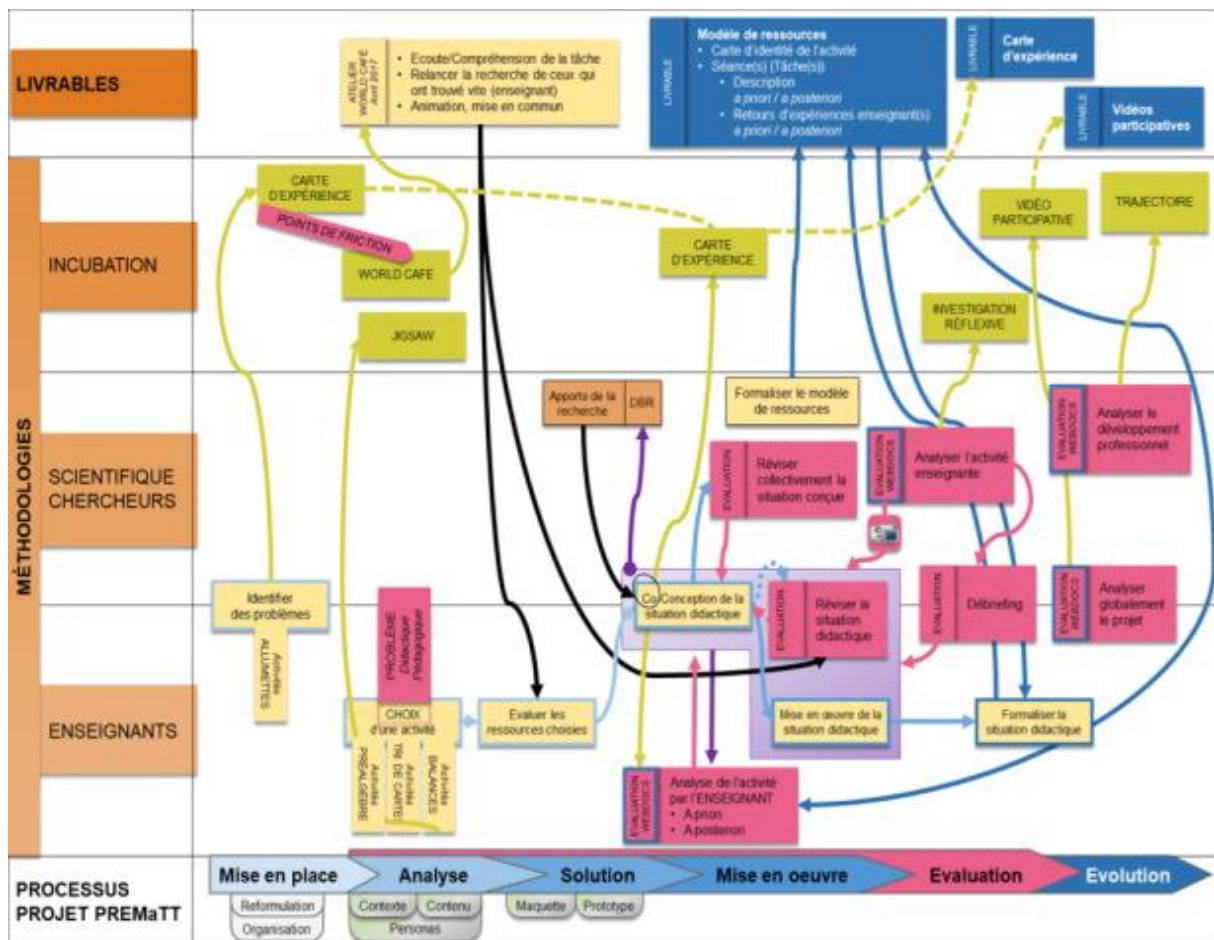 LIVRABLES
ATELIER
WORLD CAFE
Avril 2017
• Ecoute/Compréhension de la tâche
• Relancer la recherche de ceux qui
ont trouvé vite (enseignant)
• Animation, mise en commun
LIVRABLE
Modèle de ressources
• Carte d'identité de l'activité
• Séance(s) (Tâche(s))
• Description
a priori / a posteriori
• Retours d'expériences enseignant(s)
a priori / a posteriori
LIVRABLE
Carte
d'expérience
LIVRABLE
Vidéos
participatives
MÉTHODOLOGIES
INCUBATION
CARTE
D'EXPÉRIENCE
POINTS DE FRICTION
WORLD CAFE
JIGSAW
CARTE
D'EXPÉRIENCE
VIDÉO
PARTICIPATIVE
TRAJECTOIRE
INVESTIGATION
RÉFLEXIVE
SCIENTIFIQUE
CHERCHEURS
Apports de la
recherche
DBR
Formaliser le modèle
de ressources
EVALUATION
Réviser
collectivement la
situation conçue
EVALUATION
WEBDOCS
Analyser l'activité
enseignante
EVALUATION
WEBDOCS
Analyser le
développement
professionnel
Identifier
des problèmes
Activités
ALLUMETTES
PROBLÈME
Didactique
Pédagogique
Co-Conception de la
situation didactique
EVALUATION
Réviser la
situation
didactique
EVALUATION
Débriefing
EVALUATION
WEBDOCS
Analyser
globalement
le projet
ENSEIGNANTS
CHOIX
d'une activité
Activités
PREALGEBRE
Activités
TRI DE CARTE
Activités
BALANCES
Evaluer les
ressources choisies
Mise en œuvre de la
situation didactique
Formaliser la
situation didactique
EVALUATION
WEBDOCS
Analyse de l'activité
par l'ENSEIGNANT
• A priori
• A posteriori
PROCESSUS
PROJET PREMaTT
Mise en place
Analyse
Solution
Mise en oeuvre
Evaluation
Evolution
Reformulation
Organisation
Contexte
Contenu
Personas
Maquette
Prototype